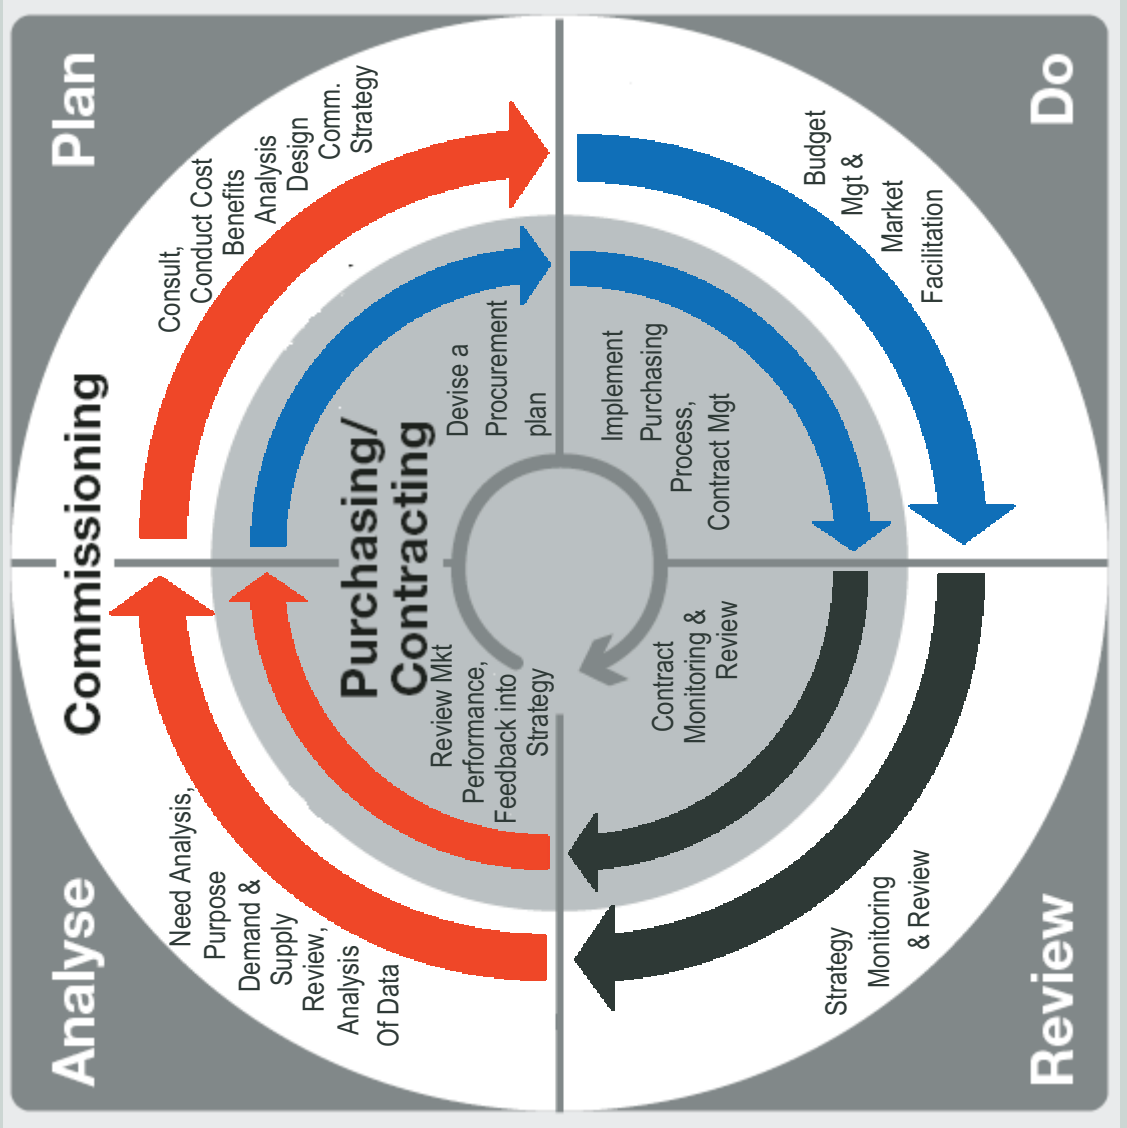 Analyse
Commissioning
Plan
Need Analysis,
Purpose
Demand &
Supply
Review,
Analysis
Of Data
Consult,
Conduct Cost
Benefits
Analysis
Design
Comm.
Strategy
Purchasing/
Contracting
Review Mkt
Performance,
Feedback into
Strategy
Devise a
Procurement
plan
Contract
Monitoring &
Review
Implement
Purchasing
Process,
Contract Mgt
Strategy
Monitoring
& Review
Budget
Mgt &
Market
Facilitation
Review
Do